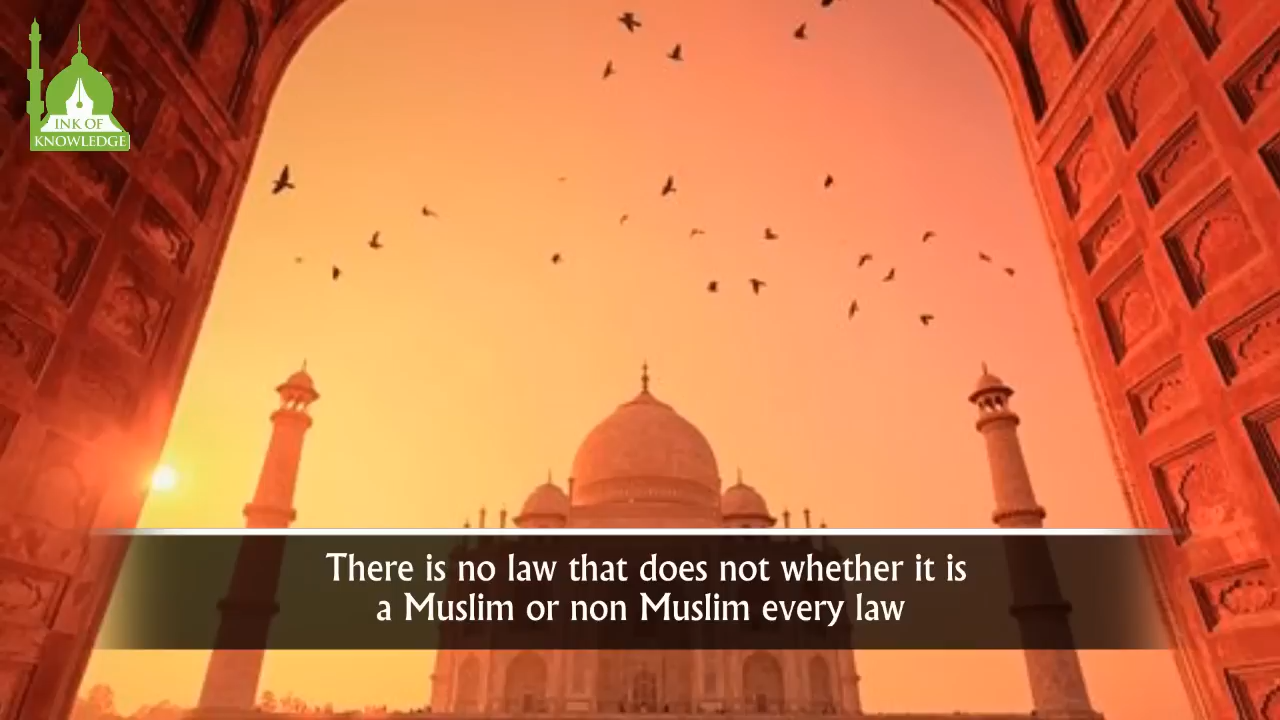 INK OF
KNOWLEDGE
There is no law that does not whether it is
a Muslim or non Muslim every law